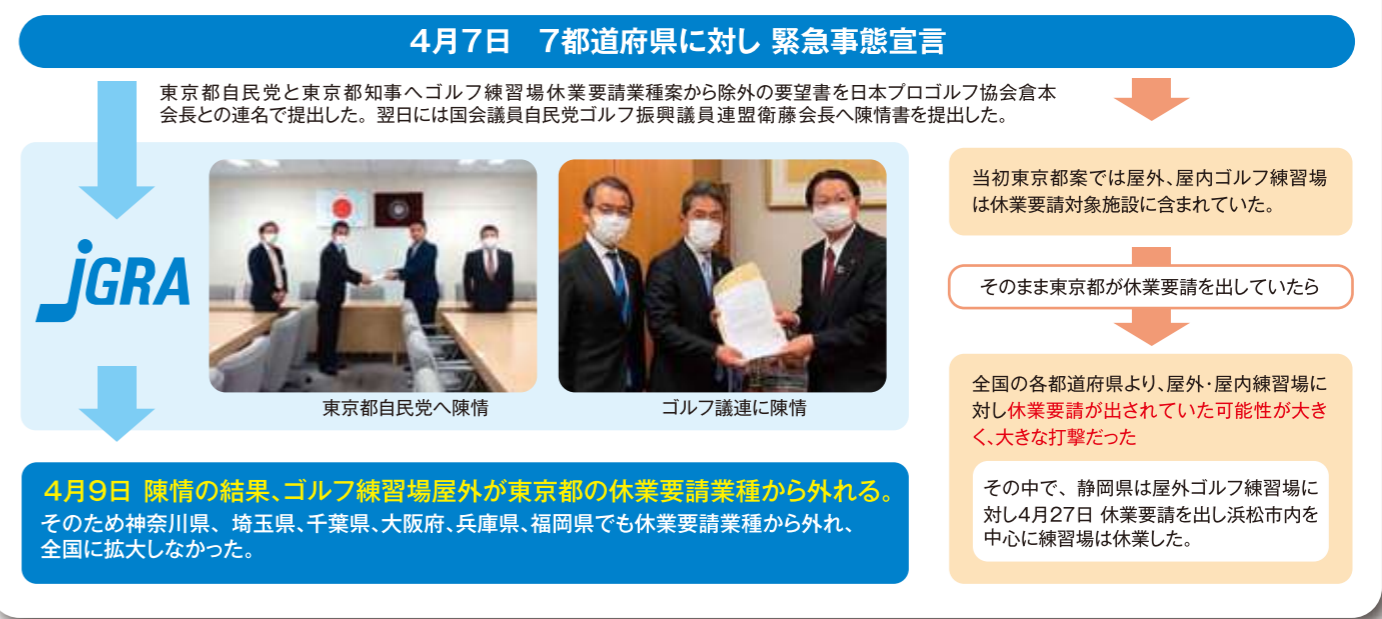 4月7日 7都道府県に対し 緊急事態宣言
東京都自民党と東京都知事へゴルフ練習場休業要請業種案から除外の要望書を日本プロゴルフ協会倉本
会長との連名で提出した。翌日には国会議員自民党ゴルフ振興議員連盟衛藤会長へ陳情書を提出した。
jGRA
東京都自民党へ陳情
ゴルフ議連に陳情
4月9日 陳情の結果、ゴルフ練習場屋外が東京都の休業要請業種から外れる。
そのため神奈川県、埼玉県、千葉県、大阪府、兵庫県、福岡県でも休業要請業種から外れ、
全国に拡大しなかった。
当初東京都案では屋外、屋内ゴルフ練習場
は休業要請対象施設に含まれていた。
そのまま東京都が休業要請を出していたら
全国の各都道府県より、屋外・屋内練習場に
対し休業要請が出されていた可能性が大き
く、大きな打撃だった
その中で、静岡県は屋外ゴルフ練習場に
対し4月27日 休業要請を出し浜松市内を
中心に練習場は休業した。